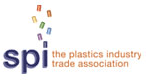 spi the plastics industry
trade association